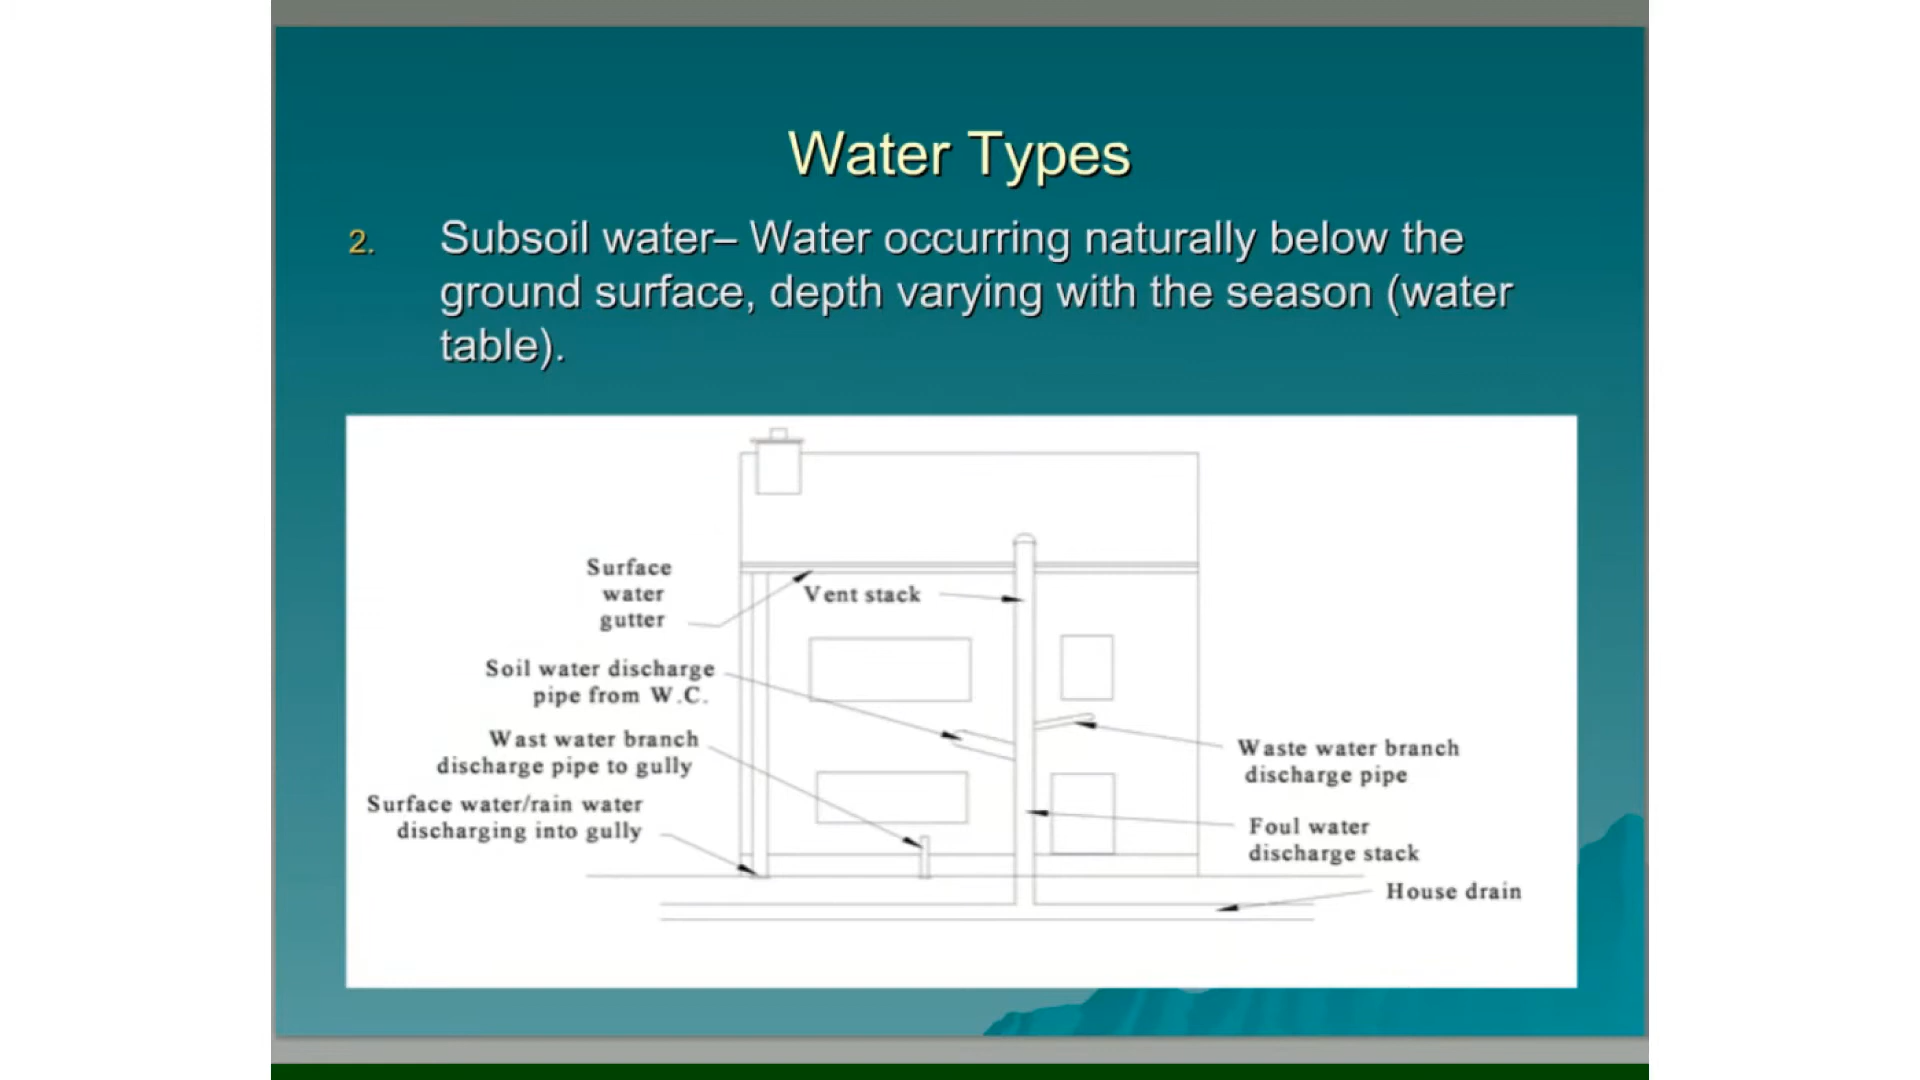 Water Types
2. Subsoil water– Water occurring naturally below the
ground surface, depth varying with the season (water
table).
Surface
water
gutter
Vent stack
Soil water discharge
pipe from W.C.
Wast water branch
discharge pipe to gully
Surface water/rain water
discharging into gully
Waste water branch
discharge pipe
Foul water
discharge stack
House drain